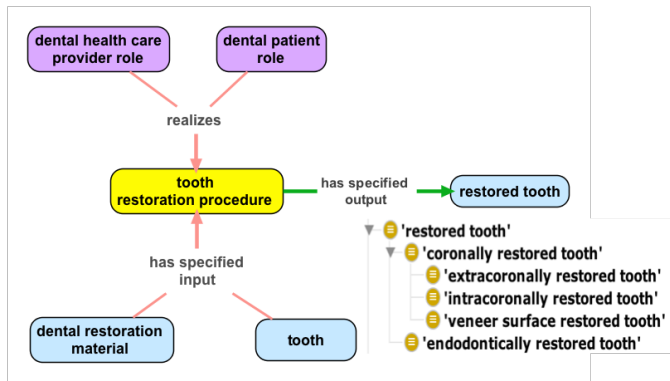 dental health care
provider role
dental patient
role
realizes
tooth
restoration procedure
has specified
output
restored tooth
has specified
input
dental restoration
material
tooth
'restored tooth'
'coronally restored tooth'
'extracoronally restored tooth'
'intracoronally restored tooth'
'veneer surface restored tooth'
'endodontically restored tooth'